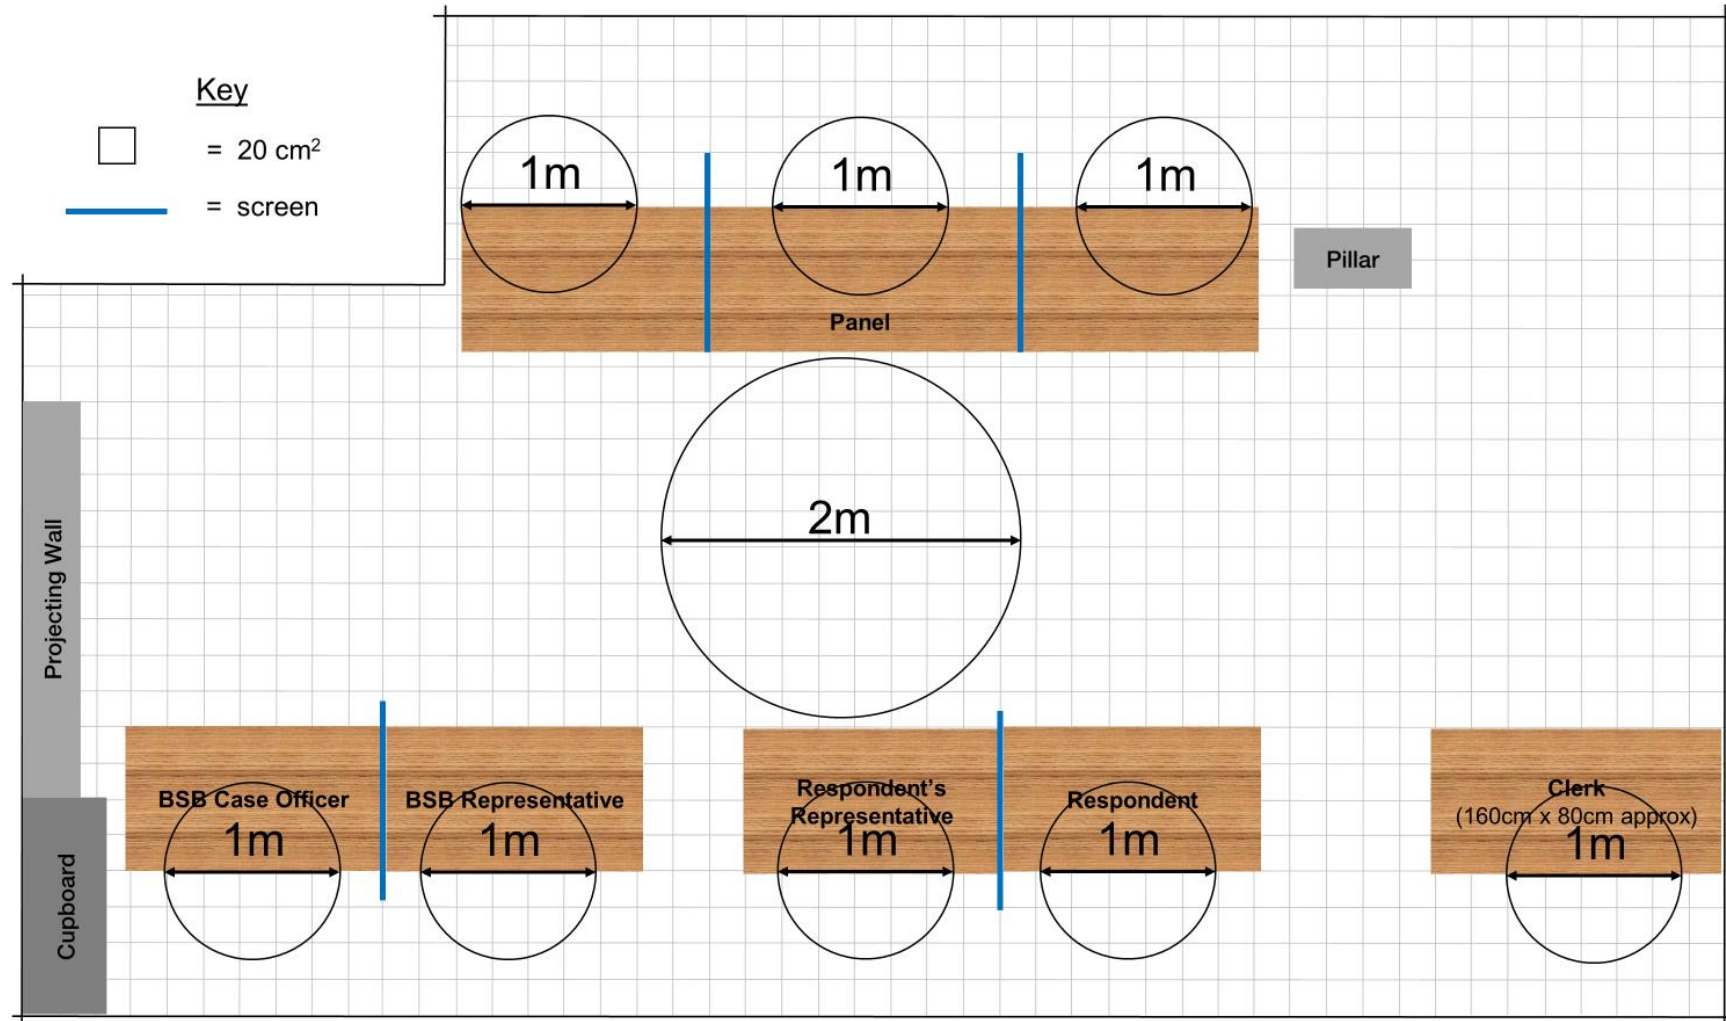 Key
= 20 cm²
= screen
1m
1m
1m
Pillar
Panel
2m
Projecting Wall
Cupboard
BSB Case Officer
1m
BSB Representative
1m
Respondent's
Representative
1m
Respondent
1m
Clerk
(160cm x 80cm approx)
1m